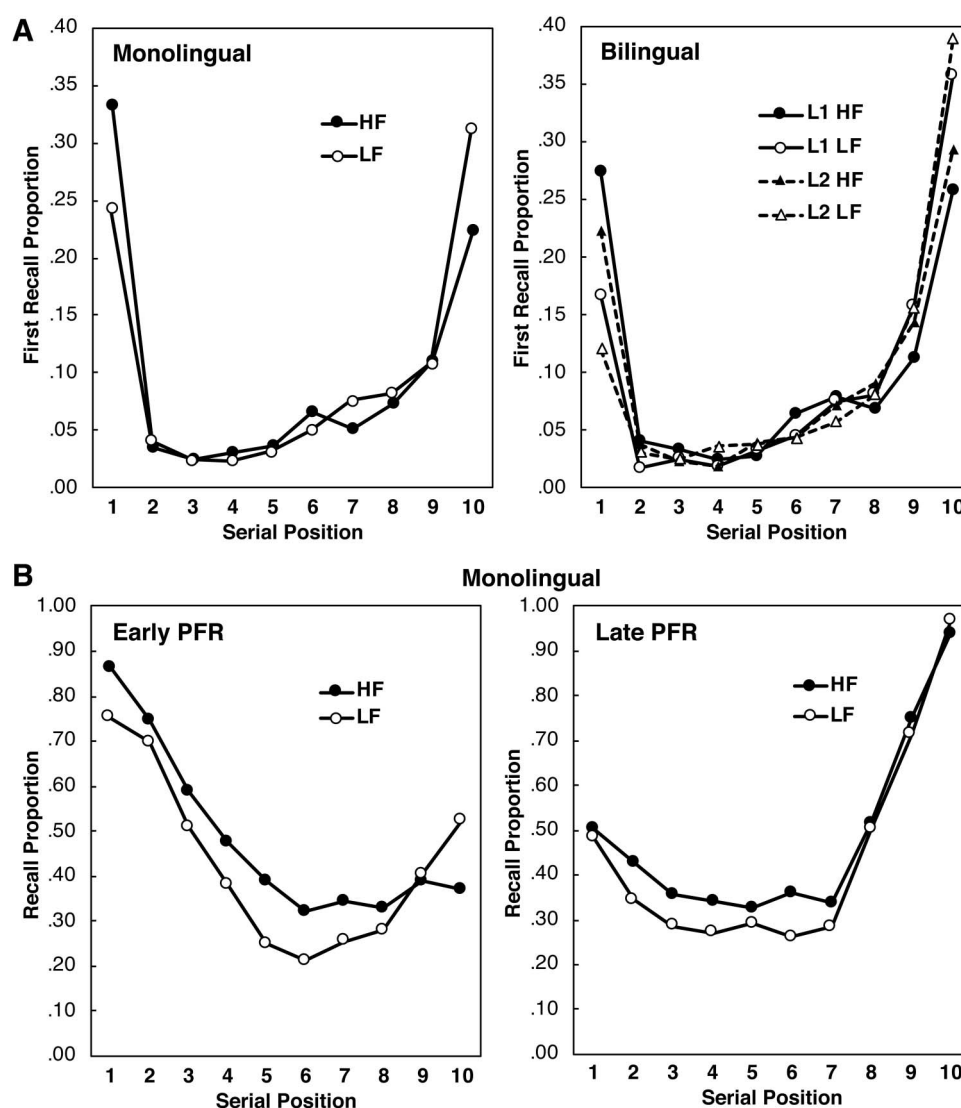 A
Monolingual
First Recall Proportion
.40
.35
.30
.25
.20
.15
.10
.05
.00
HF
LF
1 2 3 4 5 6 7 8 9 10
Serial Position
Bilingual
First Recall Proportion
.40
.35
.30
.25
.20
.15
.10
.05
.00
L1 HF
L1 LF
L2 HF
L2 LF
1 2 3 4 5 6 7 8 9 10
Serial Position
B
Monolingual
Early PFR
Recall Proportion
1.00
.90
.80
.70
.60
.50
.40
.30
.20
.10
.00
HF
LF
1 2 3 4 5 6 7 8 9 10
Serial Position
Late PFR
Recall Proportion
1.00
.90
.80
.70
.60
.50
.40
.30
.20
.10
.00
HF
LF
1 2 3 4 5 6 7 8 9 10
Serial Position